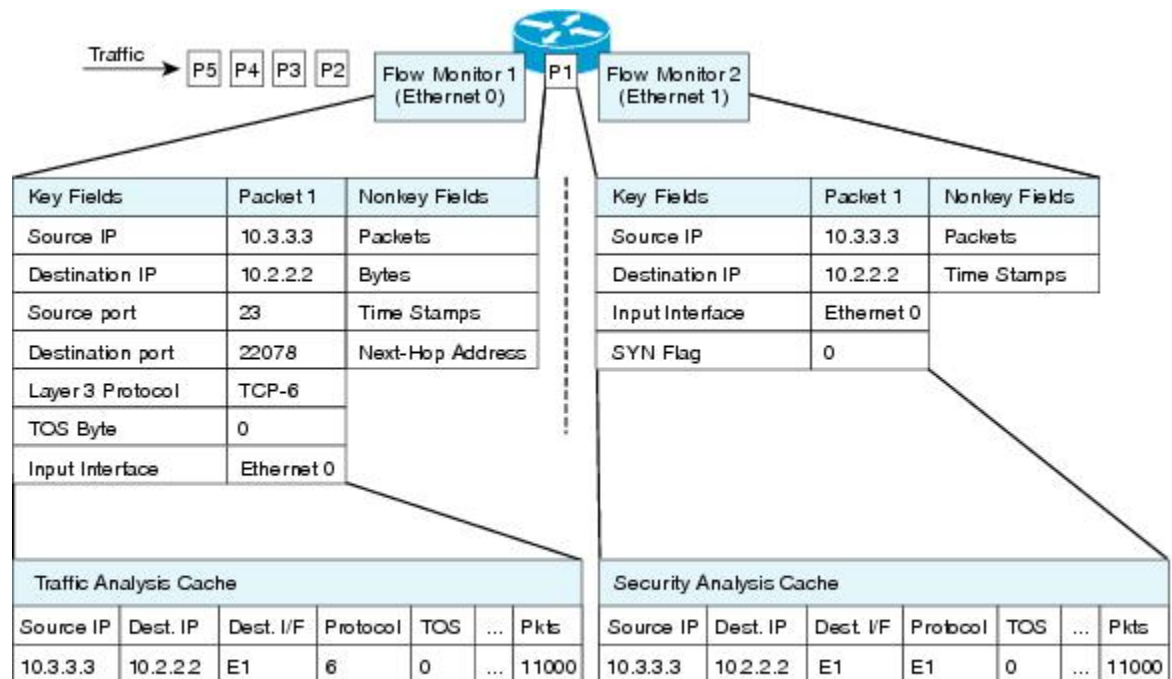 Traffic
P5 P4 P3 P2
Flow Monitor 1
(Ethernet 0)
P1
Flow Monitor 2
(Ethernet 1)
Key Fields Packet 1 Nonkey Fields
Source IP 10.3.3.3 Packets
Destination IP 10.2.2.2 Bytes
Source port 23 Time Stamps
Destination port 22078 Next-Hop Address
Layer 3 Protocol TCP-6
TOS Byte 0
Input Interface Ethernet 0
Key Fields Packet 1 Nonkey Fields
Source IP 10.3.3.3 Packets
Destination IP 10.2.2.2 Time Stamps
Input Interface Ethernet 0
SYN Flag 0
Traffic Analysis Cache
Source IP Dest. IP Dest. I/F Protocol TOS ... Pkts
10.3.3.3 10.2.2.2 E1 6 0 ... 11000
Security Analysis Cache
Source IP Dest. IP Dest. I/F Protocol TOS ... Pkts
10.3.3.3 10.2.2.2 E1 E1 0 ... 11000